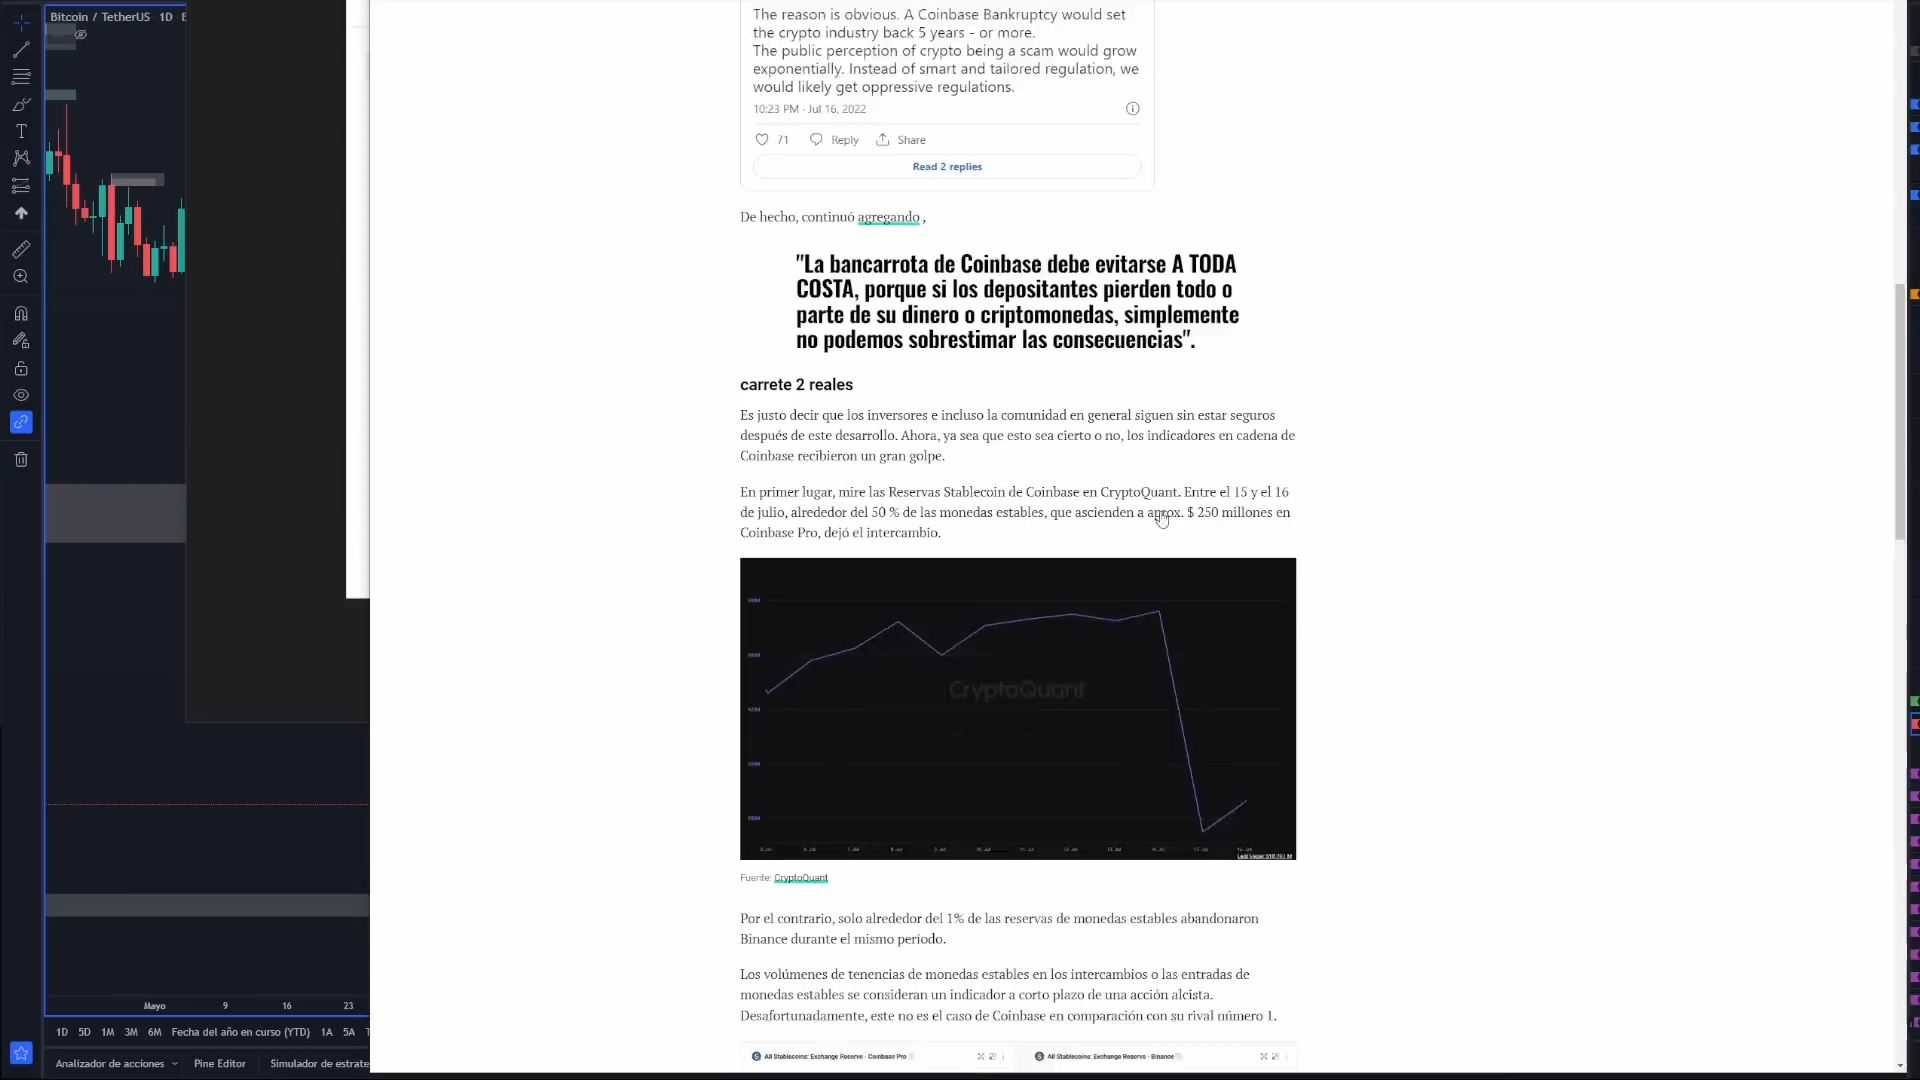 Bitcoin / TetherUS 1D
The reason is obvious. A Coinbase Bankruptcy would set
the crypto industry back 5 years - or more.
The public perception of crypto being a scam would grow
exponentially. Instead of smart and tailored regulation, we
would likely get oppressive regulations.
10:23 PM · Jul 16, 2022
71 Reply Share
Read 2 replies
De hecho, continuó agregando ,
"La bancarrota de Coinbase debe evitarse A TODA
COSTA, porque si los depositantes pierden todo o
parte de su dinero o criptomonedas, simplemente
no podemos sobrestimar las consecuencias".
carrete 2 reales
Es justo decir que los inversores e incluso la comunidad en general siguen sin estar seguros
después de este desarrollo. Ahora, ya sea que esto sea cierto o no, los indicadores en cadena de
Coinbase recibieron un gran golpe.
En primer lugar, mire las Reservas Stablecoin de Coinbase en CryptoQuant. Entre el 15 y el 16
de julio, alrededor del 50 % de las monedas estables, que ascienden a aprox. $ 250 millones en
Coinbase Pro, dejó el intercambio.
CryptoQuant
Fuente: CryptoQuant
Por el contrario, solo alrededor del 1% de las reservas de monedas estables abandonaron
Binance durante el mismo período.
Los volúmenes de tenencias de monedas estables en los intercambios o las entradas de
monedas estables se consideran un indicador a corto plazo de una acción alcista.
Desafortunadamente, este no es el caso de Coinbase en comparación con su rival número 1.
All Stablecoins: Exchange Reserve - Coinbase Pro
All Stablecoins: Exchange Reserve - Binance
Mayo 9 16 23
1D 5D 1M 3M 6M Fecha del año en curso (YTD) 1A 5A
Analizador de acciones Pine Editor Simulador de estrate